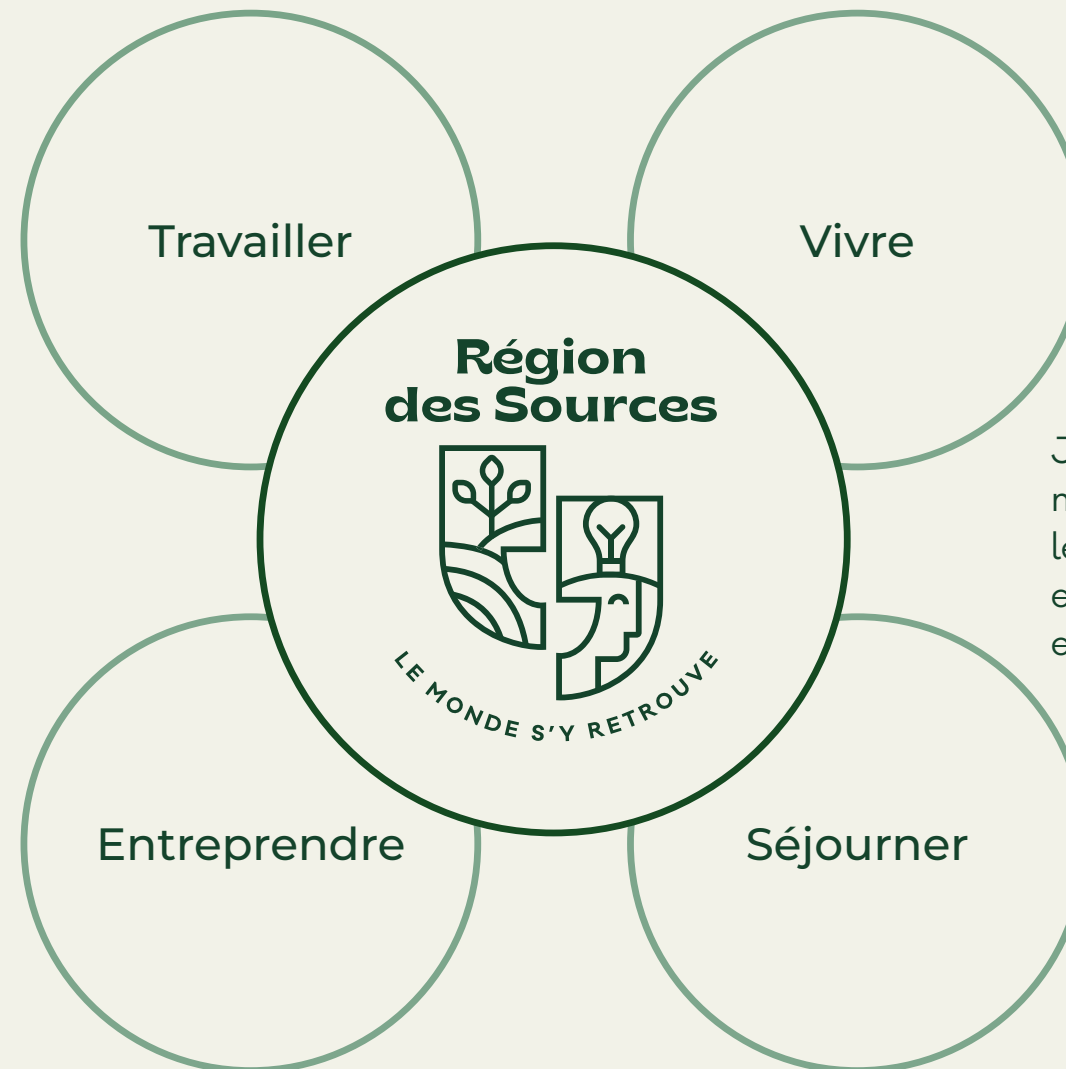 Travailler
Vivre
Région
des Sources
LE MONDE S'Y RETROUVE
Entreprendre
Séjourner